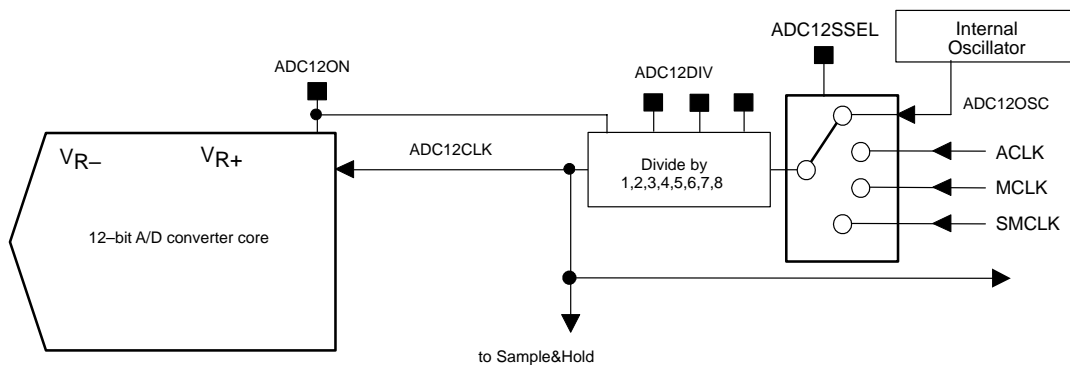 ADC12SSEL
Internal
Oscillator
ADC12ON
ADC12DIV
ADC12OSC
VR–
VR+
ADC12CLK
Divide by
1,2,3,4,5,6,7,8
ACLK
MCLK
SMCLK
12–bit A/D converter core
to Sample&Hold